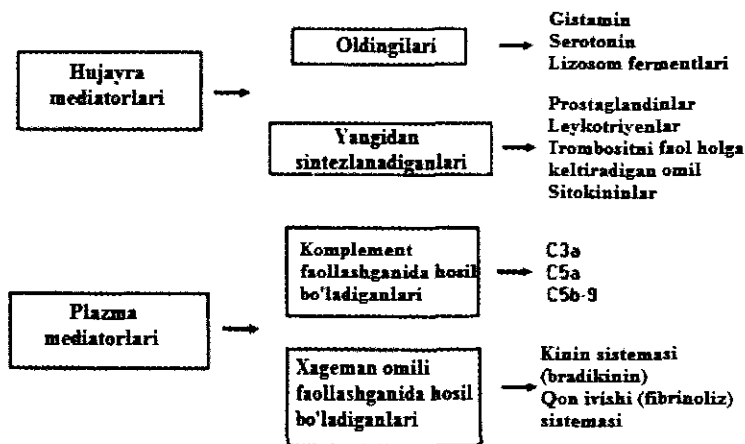 Hujayra
mediatorlari
Oldingilari
Gistamin
Serotonin
Lizosom fermentlari
Yangidan
sintezlanadiganlari
Prostaglandinlar
Leykotriyenlar
Trombositni faol holga
keltiradigan omil
Sitokininlar
Plazma
mediatorlari
Komplement
faollashganida hosil
bo'ladiganlari
C3a
C5a
C5b-9
Xageman omili
faollashganida hosil
bo'ladiganlari
Kinin sistemasi
(bradikinin)
Qon ivishi (fibrinoliz)
sistemasi